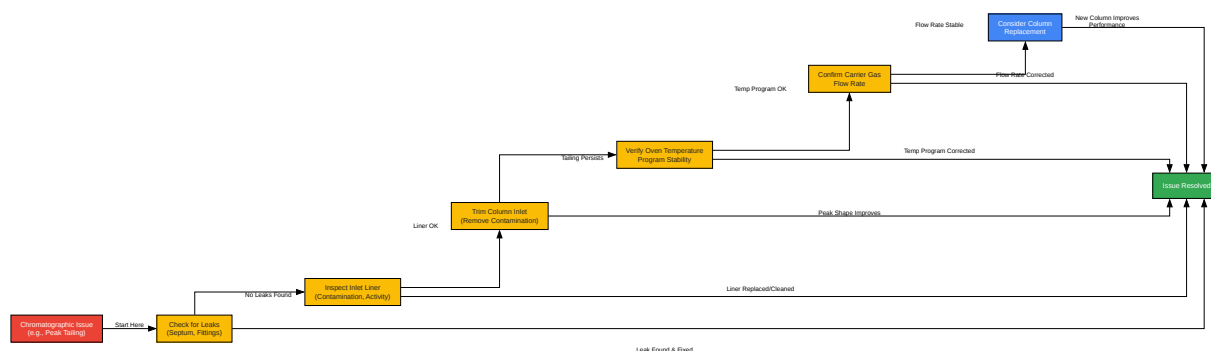 Flow Rate Stable
Consider Column
Replacement
New Column Improves
Performance
Confirm Carrier Gas
Flow Rate
Flow Rate Corrected
Temp Program OK
Verify Oven Temperature
Program Stability
Tailing Persists
Temp Program Corrected
Issue Resolved
Trim Column Inlet
(Remove Contamination)
Liner OK
Peak Shape Improves
Inspect Inlet Liner
(Contamination, Activity)
No Leaks Found
Liner Replaced/Cleaned
Chromatographic Issue
(e.g., Peak Tailing)
Start Here
Check for Leaks
(Septum, Fittings)
Leak Found & Fixed